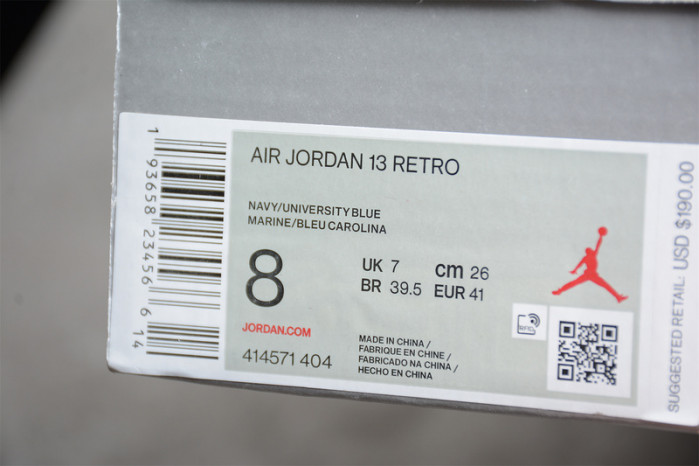 AIR JORDAN 13 RETRO
NAVY/UNIVERSITY BLUE
MARINE/BLEU CAROLINA
8
UK 7 cm 26
BR 39.5 EUR 41
JORDAN.COM
414571 404
MADE IN CHINA /
FABRIQUE EN CHINE /
FABRICADO NA CHINA /
HECHO EN CHINA
1 93658 23456 6 14
SUGGESTED RETAIL: USD $190.00